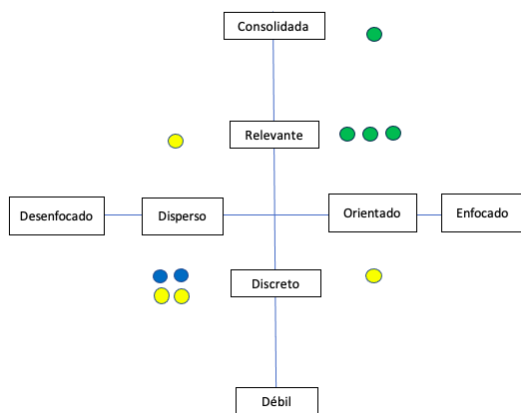 Consolidada
Relevante
Desenfocado
Disperso
Orientado
Enfocado
Discreto
Débil